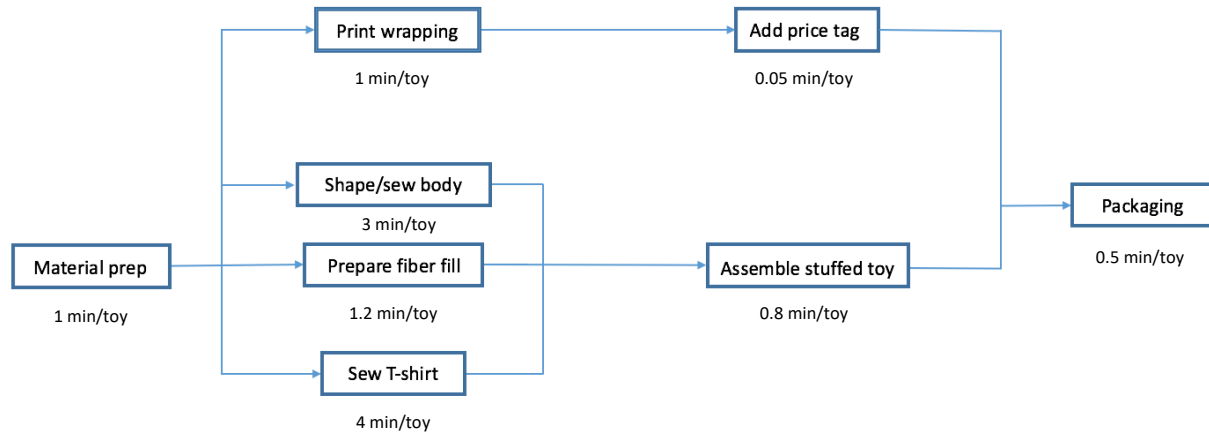 Print wrapping
1 min/toy
Add price tag
0.05 min/toy
Shape/sew body
3 min/toy
Material prep
1 min/toy
Prepare fiber fill
1.2 min/toy
Sew T-shirt
4 min/toy
Assemble stuffed toy
0.8 min/toy
Packaging
0.5 min/toy